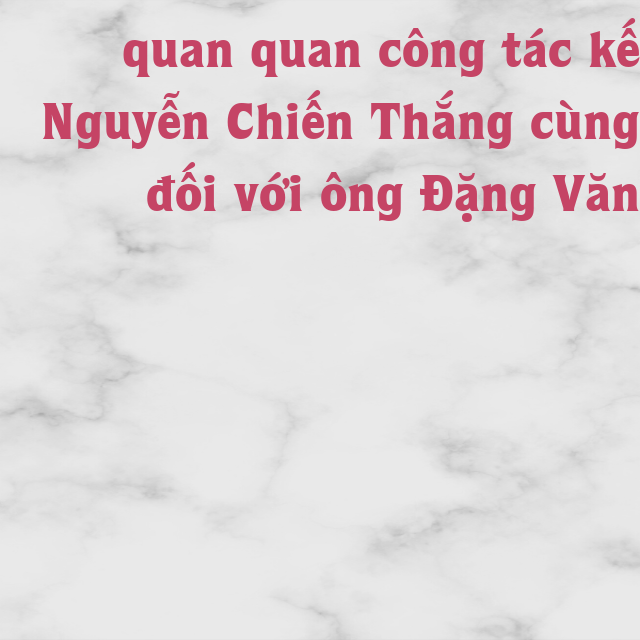 quan quan công tác kế
Nguyễn Chiến Thắng cùng
đối với ông Đặng Văn